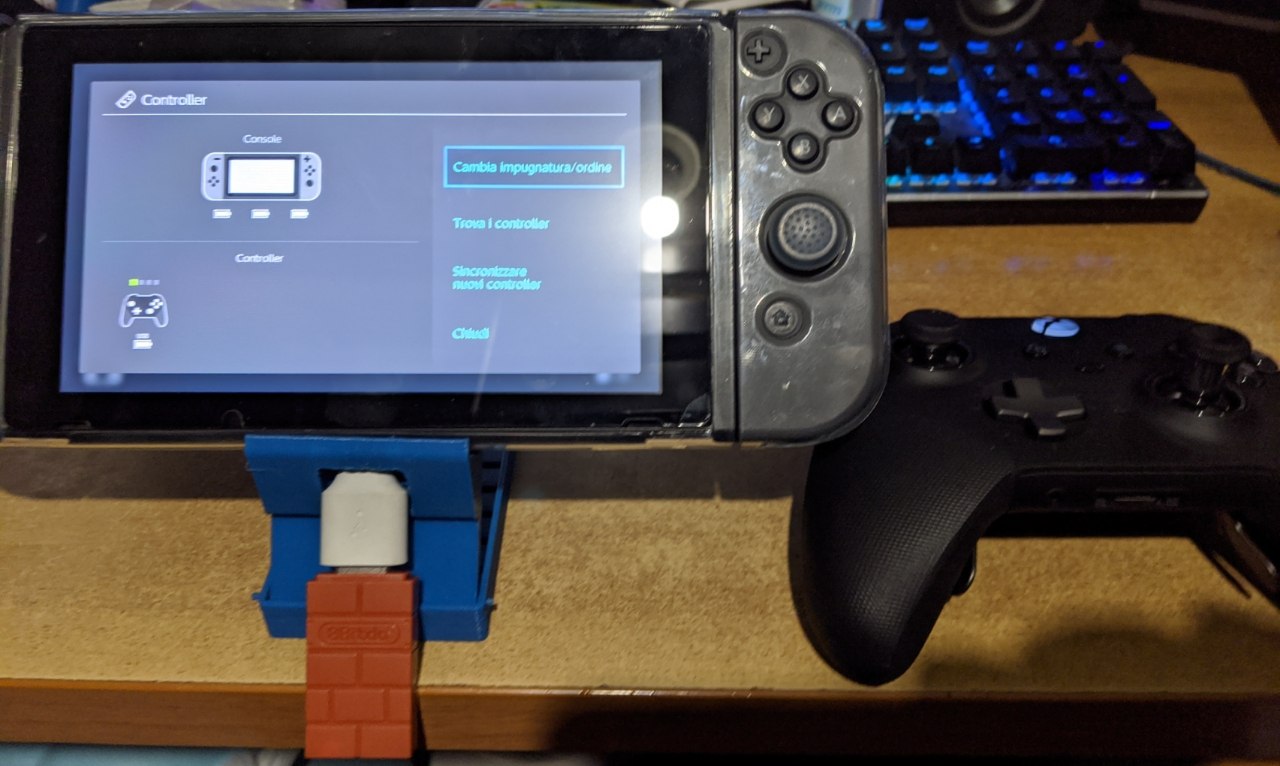 Controller
Console
Cambia impugnatura/ordine
Trova i controller
Sincronizzare
nuovi controller
Controller
Chiudi
X
Y
A
B
8BitDo